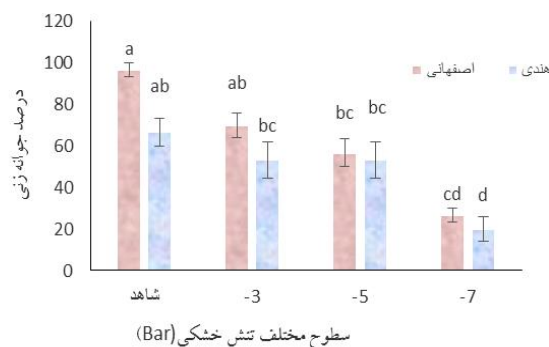 120
100
80
60
40
20
0
درصد جوانه زنی
اصفهانی
هندی
a
ab
ab
bc
bc
bc
cd
d
شاهد
-3
-5
-7
سطوح مختلف تنش خشکی(Bar)